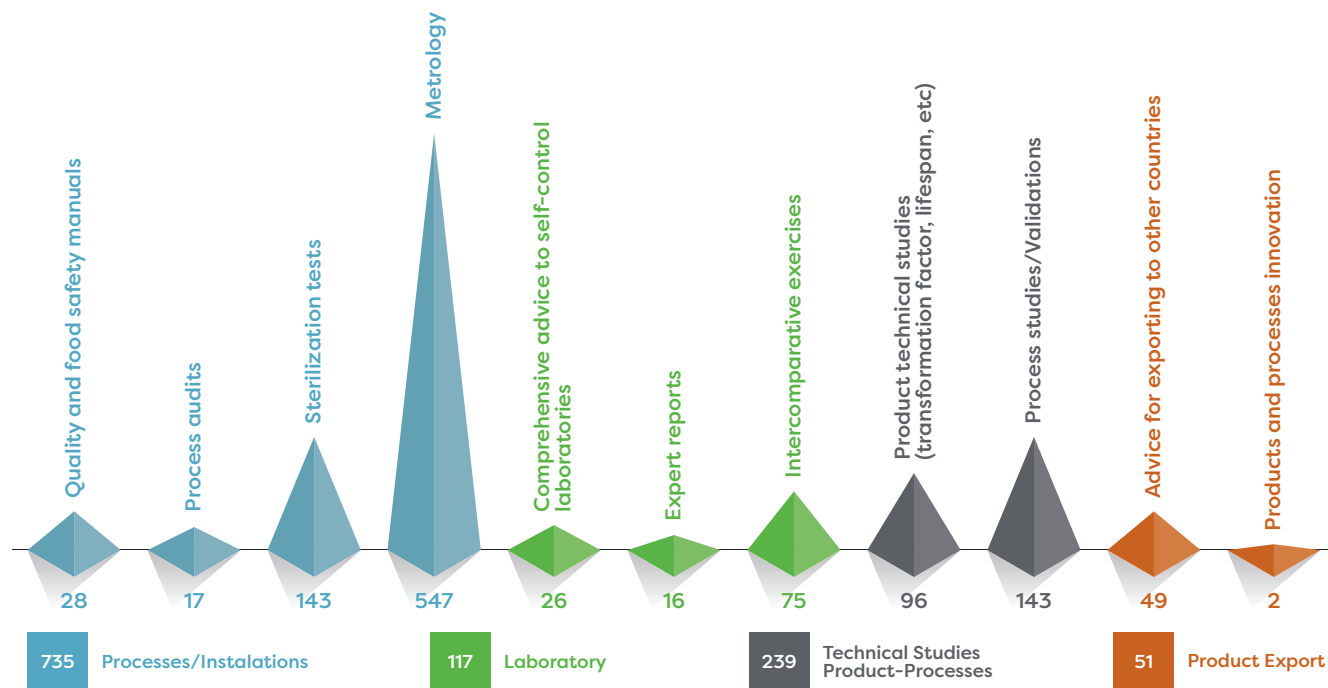 Quality and food safety manuals
Process audits
Sterilization tests
Metrology
Comprehensive advice to self-control
laboratories
Expert reports
Intercomparative exercises
Product technical studies
(transformation factor, lifespan, etc)
Process studies/Validations
Advice for exporting to other countries
Products and processes innovation
28
17
143
547
26
16
75
96
143
49
2
735
Processes/Instalations
117
Laboratory
239
Technical Studies
Product-Processes
51
Product Export